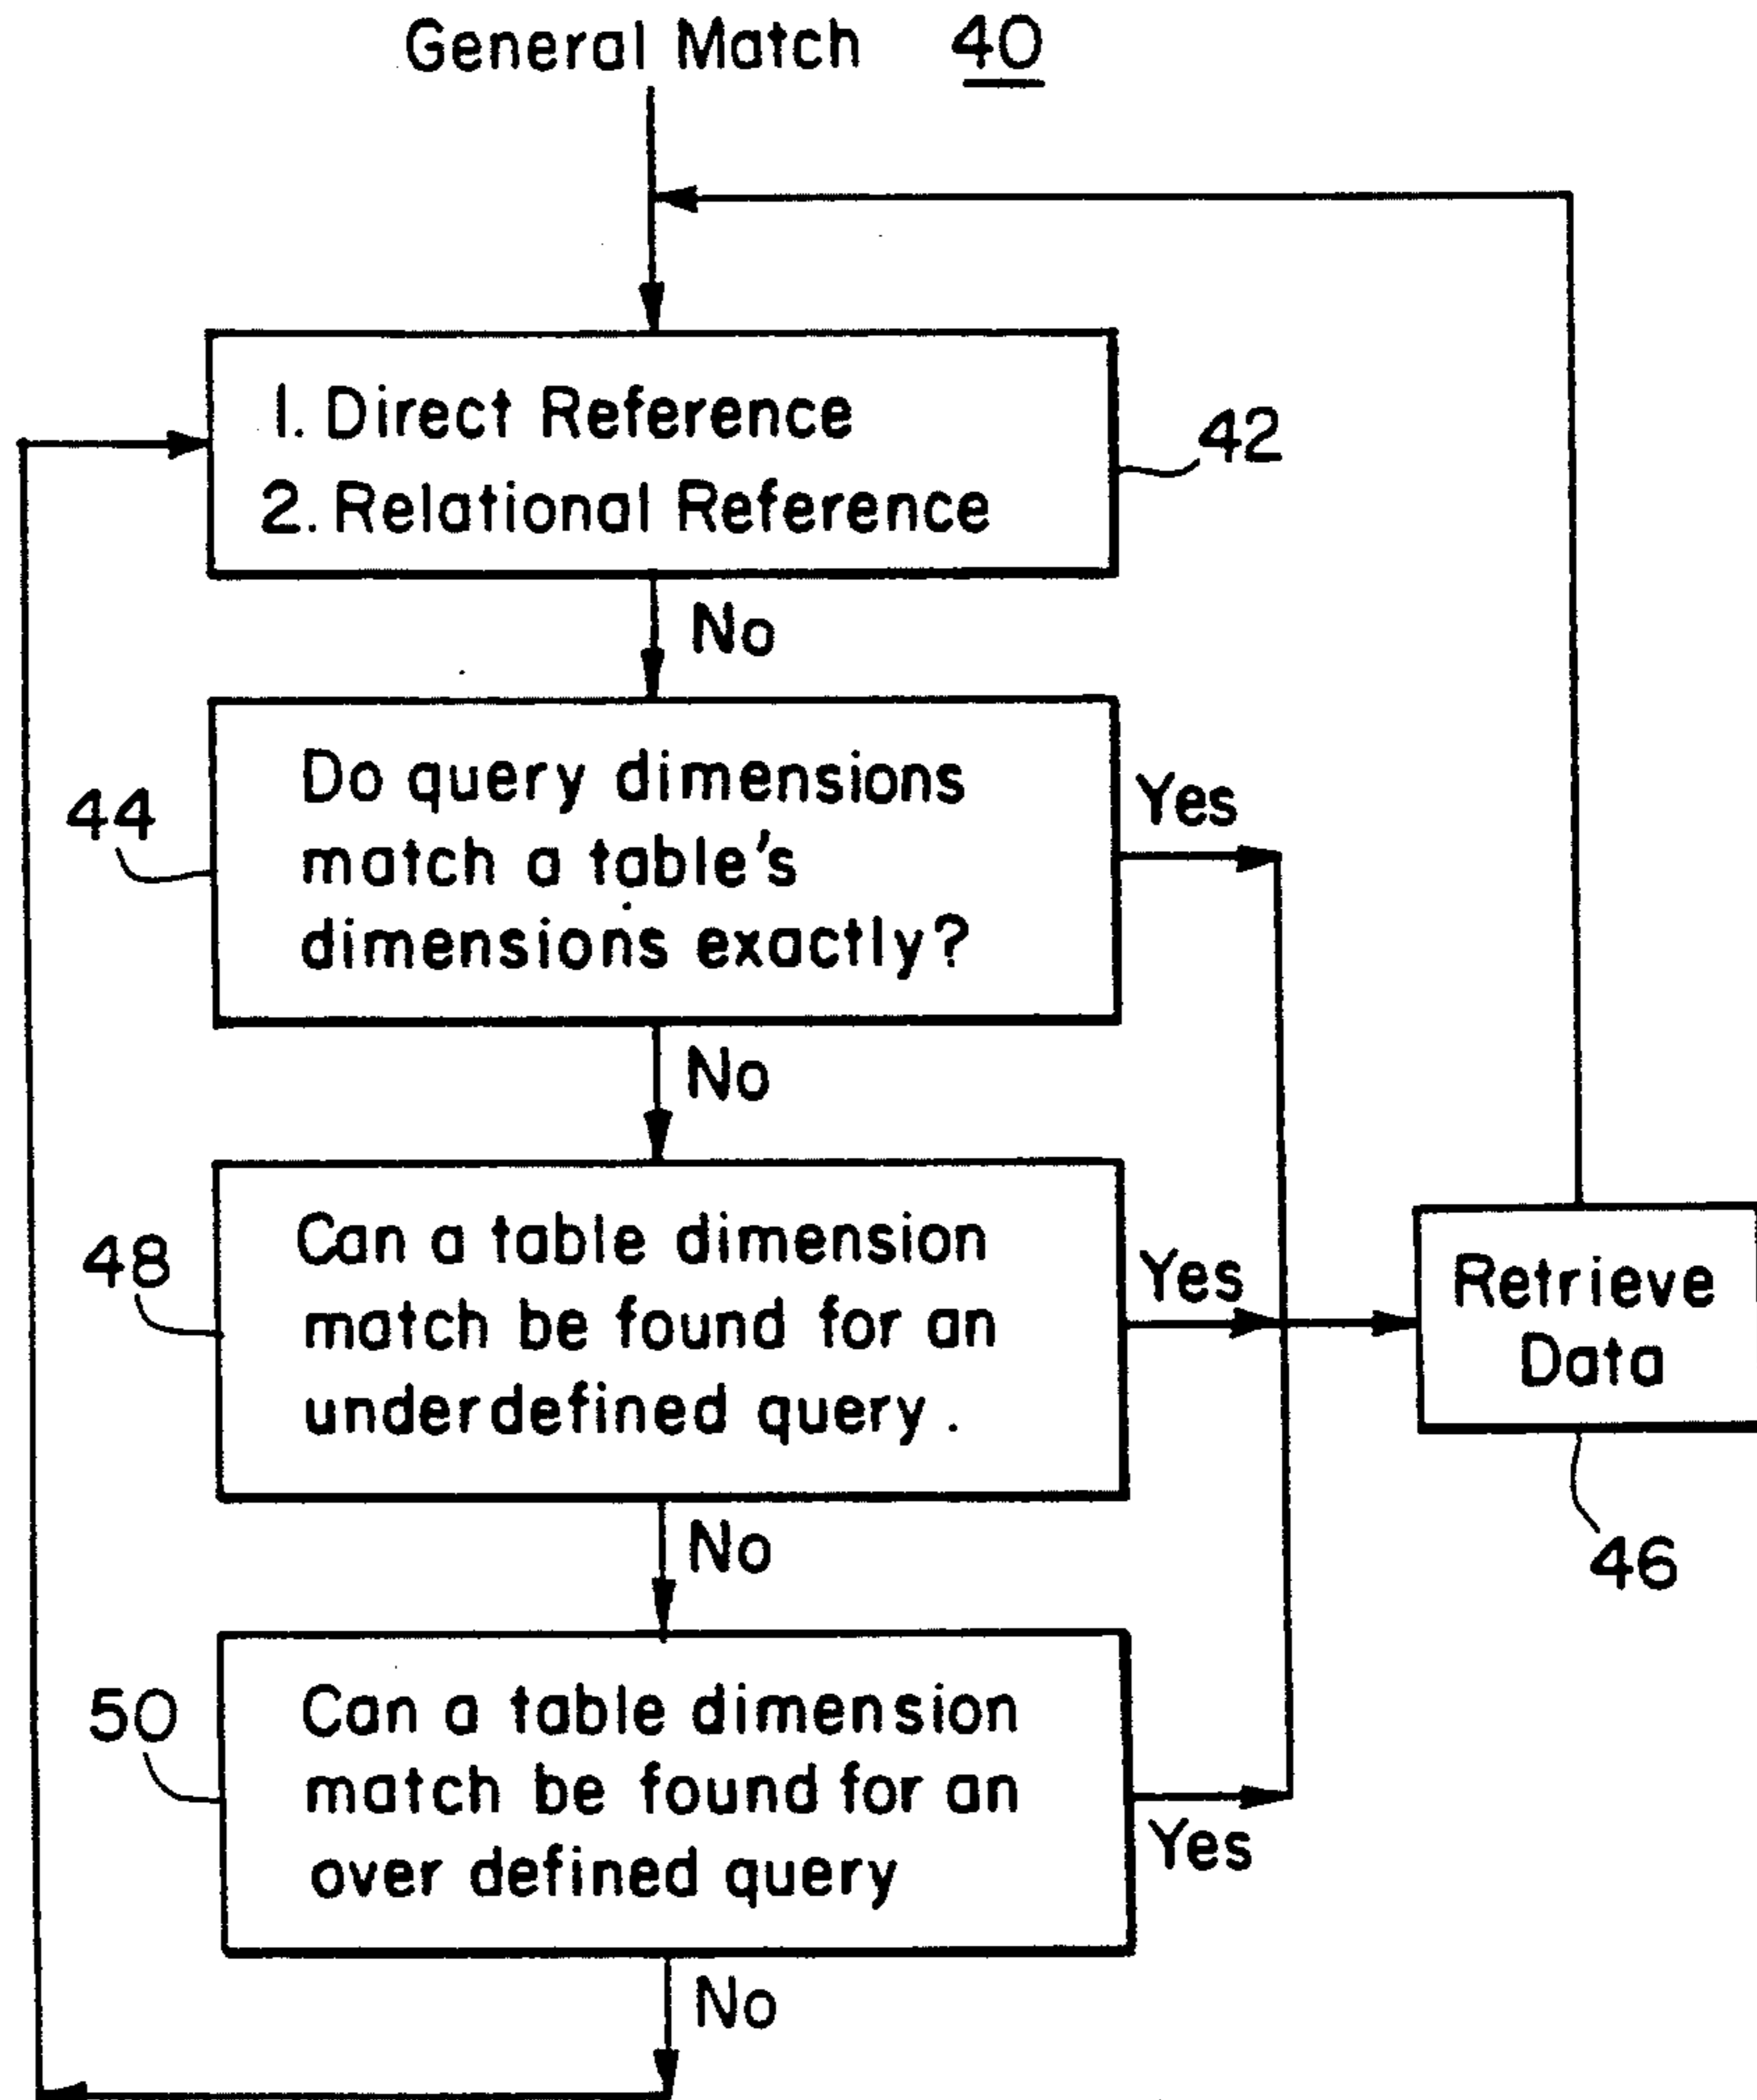 General Match 40
1. Direct Reference
2. Relational Reference
42
No
Do query dimensions
match a table's
dimensions exactly?
44
Yes
No
Can a table dimension
match be found for an
underdefined query.
48
Yes
Retrieve
Data
46
No
Can a table dimension
match be found for an
over defined query
50
Yes
No